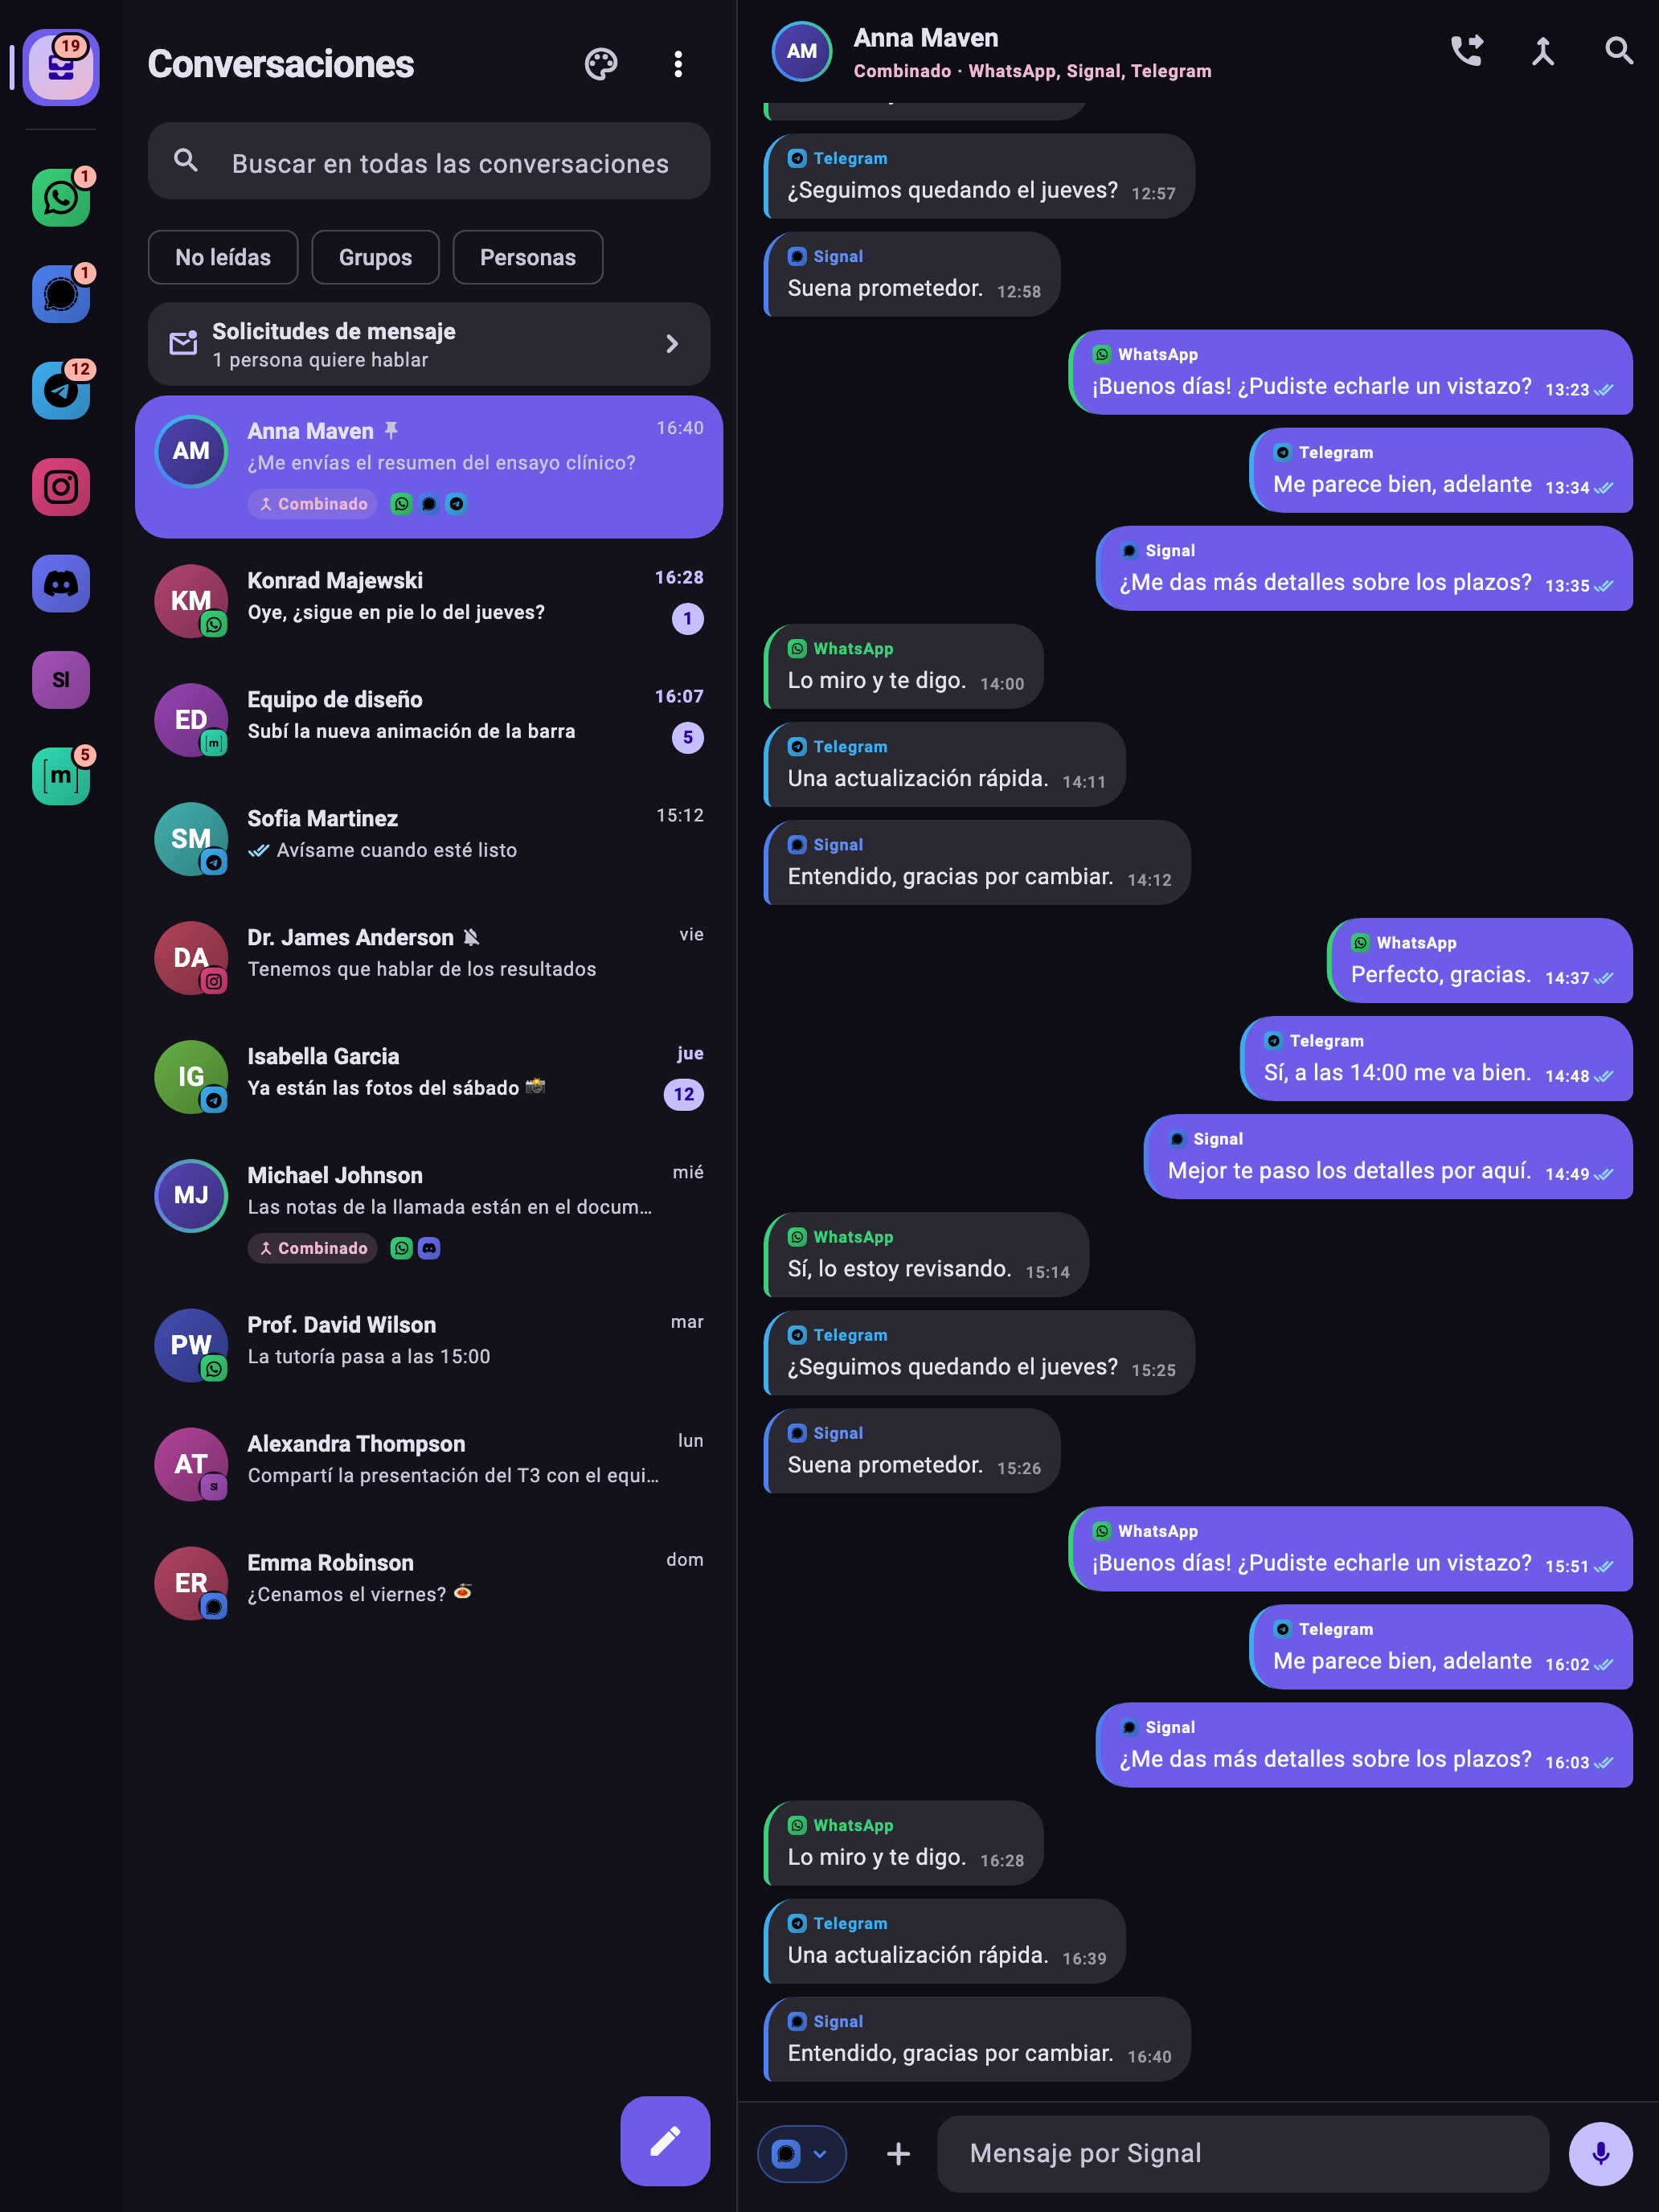 19
1
1
12
Sl
[m]
5
Conversaciones
Buscar en todas las conversaciones
No leídas
Grupos
Personas
Solicitudes de mensaje
1 persona quiere hablar
AM
Anna Maven
16:40
¿Me envías el resumen del ensayo clínico?
Combinado
KM
Konrad Majewski
16:28
Oye, ¿sigue en pie lo del jueves?
1
ED
[m]
Equipo de diseño
16:07
Subí la nueva animación de la barra
5
SM
Sofia Martinez
15:12
Avísame cuando esté listo
DA
Dr. James Anderson
vie
Tenemos que hablar de los resultados
IG
Isabella Garcia
jue
Ya están las fotos del sábado 📸
12
MJ
Michael Johnson
mié
Las notas de la llamada están en el docum...
Combinado
PW
Prof. David Wilson
mar
La tutoría pasa a las 15:00
AT
Sl
Alexandra Thompson
lun
Compartí la presentación del T3 con el equi...
ER
Emma Robinson
dom
¿Cenamos el viernes? 🍝
AM
Anna Maven
Combinado · WhatsApp, Signal, Telegram
Telegram
¿Seguimos quedando el jueves? 12:57
Signal
Suena prometedor. 12:58
WhatsApp
¡Buenos días! ¿Pudiste echarle un vistazo? 13:23
Telegram
Me parece bien, adelante 13:34
Signal
¿Me das más detalles sobre los plazos? 13:35
WhatsApp
Lo miro y te digo. 14:00
Telegram
Una actualización rápida. 14:11
Signal
Entendido, gracias por cambiar. 14:12
WhatsApp
Perfecto, gracias. 14:37
Telegram
Sí, a las 14:00 me va bien. 14:48
Signal
Mejor te paso los detalles por aquí. 14:49
WhatsApp
Sí, lo estoy revisando. 15:14
Telegram
¿Seguimos quedando el jueves? 15:25
Signal
Suena prometedor. 15:26
WhatsApp
¡Buenos días! ¿Pudiste echarle un vistazo? 15:51
Telegram
Me parece bien, adelante 16:02
Signal
¿Me das más detalles sobre los plazos? 16:03
WhatsApp
Lo miro y te digo. 16:28
Telegram
Una actualización rápida. 16:39
Signal
Entendido, gracias por cambiar. 16:40
Mensaje por Signal